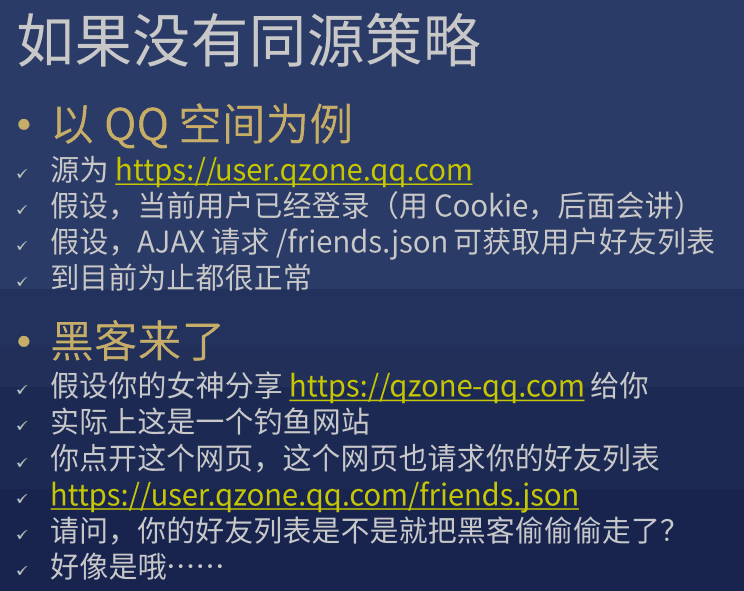 如果没有同源策略
• 以 QQ 空间为例
✓ 源为 https://user.qzone.qq.com
✓ 假设，当前用户已经登录（用 Cookie，后面会讲）
✓ 假设，AJAX 请求 /friends.json 可获取用户好友列表
✓ 到目前为止都很正常
• 黑客来了
✓ 假设你的女神分享 https://qzone-qq.com 给你
✓ 实际上这是一个钓鱼网站
✓ 你点开这个网页，这个网页也请求你的好友列表
✓ https://user.qzone.qq.com/friends.json
✓ 请问，你的好友列表是不是就把黑客偷偷偷走了？
✓ 好像是哦……